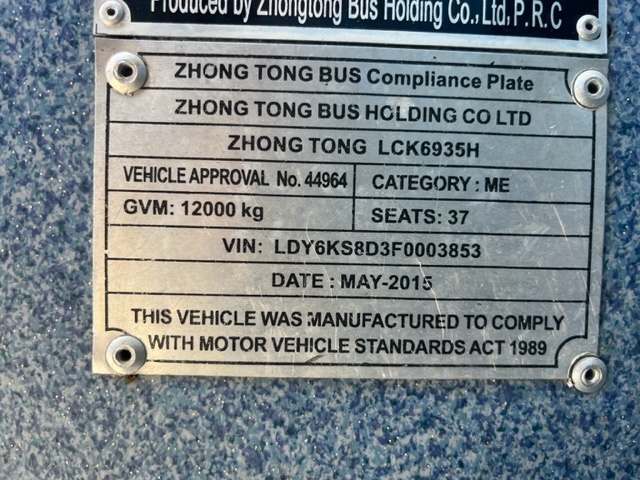 Produced by Zhongtong Bus Holding Co.,Ltd,P.R.C
ZHONG TONG BUS Compliance Plate
ZHONG TONG BUS HOLDING CO LTD
ZHONG TONG LCK6935H
VEHICLE APPROVAL No. 44964 CATEGORY : ME
GVM: 12000 kg SEATS: 37
VIN: LDY6KS8D3F0003853
DATE : MAY-2015
THIS VEHICLE WAS MANUFACTURED TO COMPLY
WITH MOTOR VEHICLE STANDARDS ACT 1989